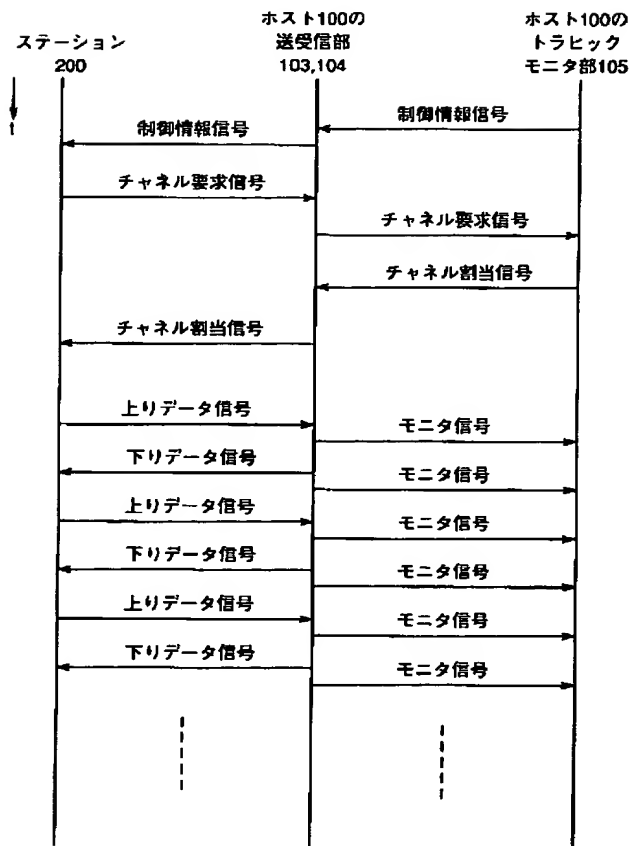 ステーション
200
ホスト100の
送受信部
103,104
ホスト100の
トラヒック
モニタ部105
t
制御情報信号
制御情報信号
チャネル要求信号
チャネル要求信号
チャネル割当信号
チャネル割当信号
上りデータ信号
モニタ信号
下りデータ信号
モニタ信号
上りデータ信号
モニタ信号
下りデータ信号
モニタ信号
上りデータ信号
モニタ信号
下りデータ信号
モニタ信号